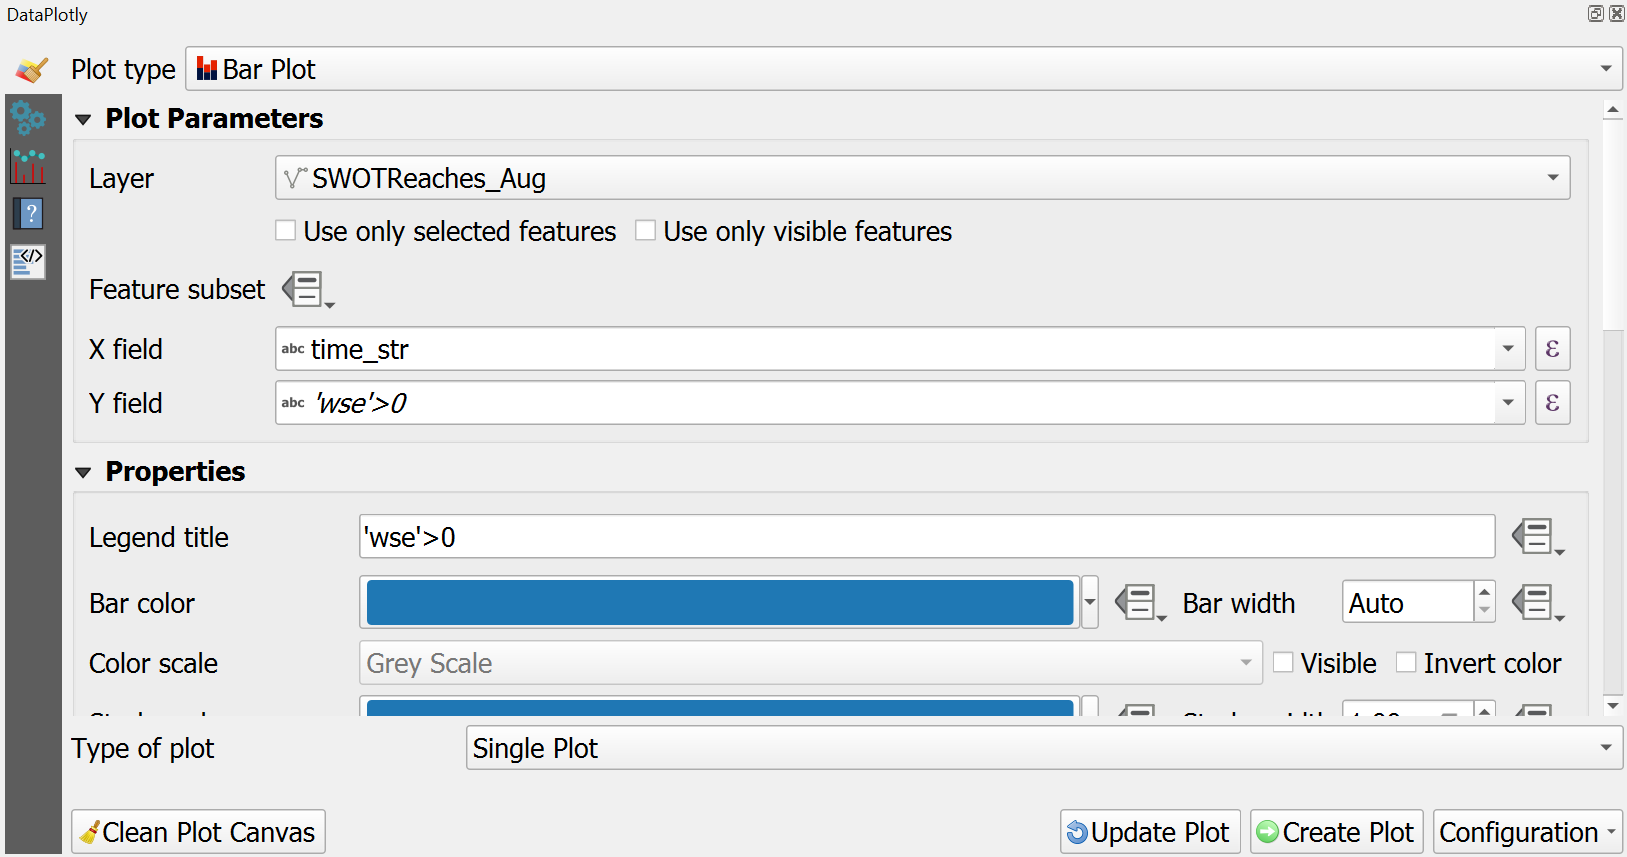 DataPlotly
Plot type Bar Plot
Plot Parameters
Layer SWOTReaches_Aug
Use only selected features Use only visible features
Feature subset
X field abc time_str ε
Y field abc 'wse'>0 ε
Properties
Legend title 'wse'>0
Bar color Bar width Auto
Color scale Grey Scale Visible Invert color
Type of plot Single Plot
Clean Plot Canvas Update Plot Create Plot Configuration